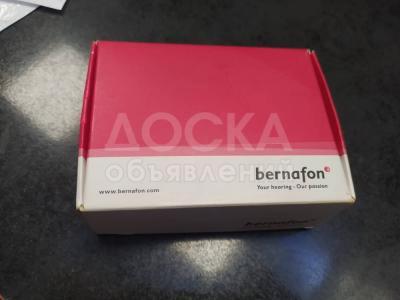 ДОСКА
объявлений
bernafon
www.bernafon.com
Your hearing · Our passion